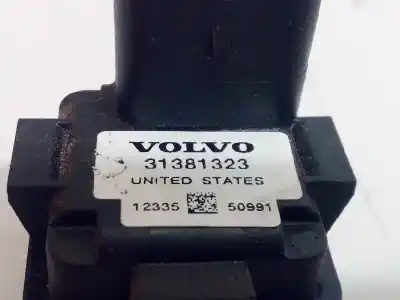 VOLVO
31381323
UNITED STATES
12335 50991